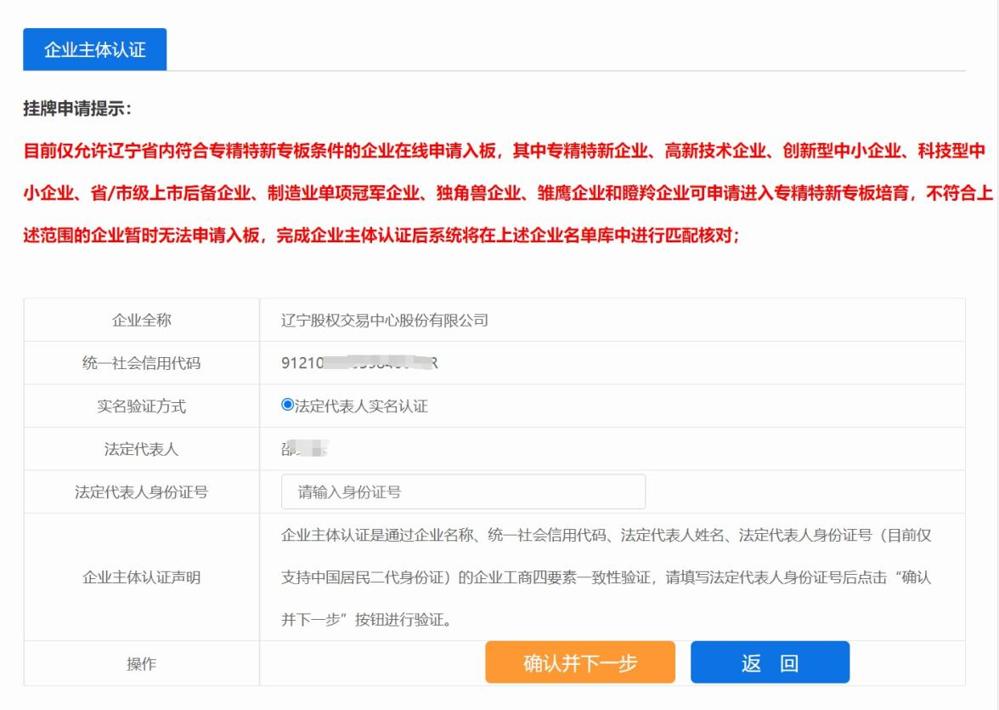 企业主体认证
挂牌申请提示：
目前仅允许辽宁省内符合专精特新专板条件的企业在线申请入板，其中专精特新企业、高新技术企业、创新型中小企业、科技型中
小企业、省/市级上市后备企业、制造业单项冠军企业、独角兽企业、雏鹰企业和瞪羚企业可申请进入专精特新专板培育，不符合上
述范围的企业暂时无法申请入板，完成企业主体认证后系统将在上述企业名单库中进行匹配核对；
企业全称 辽宁股权交易中心股份有限公司
统一社会信用代码 91210 R
实名验证方式 法定代表人实名认证
法定代表人 邵
法定代表人身份证号 请输入身份证号
企业主体认证是通过企业名称、统一社会信用代码、法定代表人姓名、法定代表人身份证号（目前仅
企业主体认证声明 支持中国居民二代身份证）的企业工商四要素一致性验证，请填写法定代表人身份证号后点击“确认
并下一步”按钮进行验证。
操作 确认并下一步 返 回